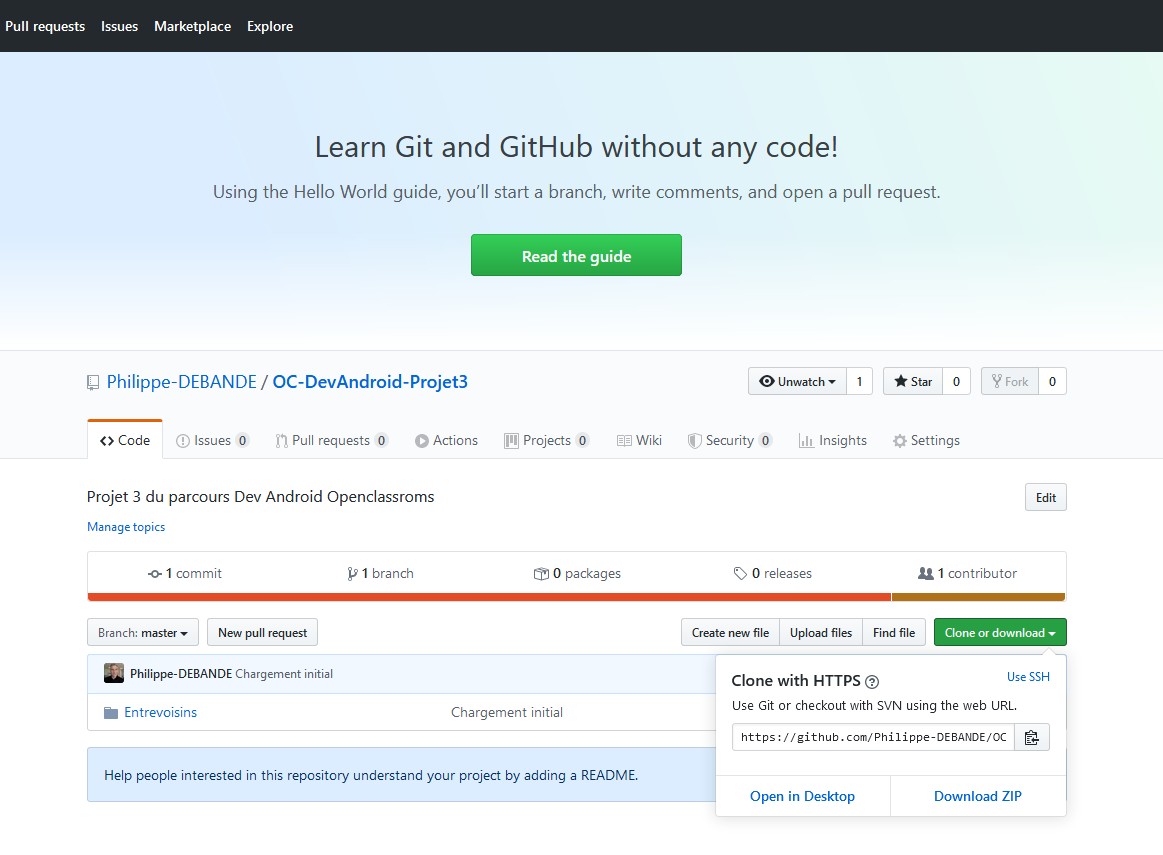 Pull requests Issues Marketplace Explore
Learn Git and GitHub without any code!
Using the Hello World guide, you’ll start a branch, write comments, and open a pull request.
Read the guide
Philippe-DEBANDE / OC-DevAndroid-Projet3
Unwatch 1 Star 0 Fork 0
Code Issues 0 Pull requests 0 Actions Projects 0 Wiki Security 0 Insights Settings
Projet 3 du parcours Dev Android Openclassroms
Edit
Manage topics
1 commit 1 branch 0 packages 0 releases 1 contributor
Branch: master New pull request Create new file Upload files Find file Clone or download
Philippe-DEBANDE Chargement initial
Entrevoisins Chargement initial
Help people interested in this repository understand your project by adding a README.
Clone with HTTPS ? Use SSH
Use Git or checkout with SVN using the web URL.
https://github.com/Philippe-DEBANDE/OC
Open in Desktop Download ZIP